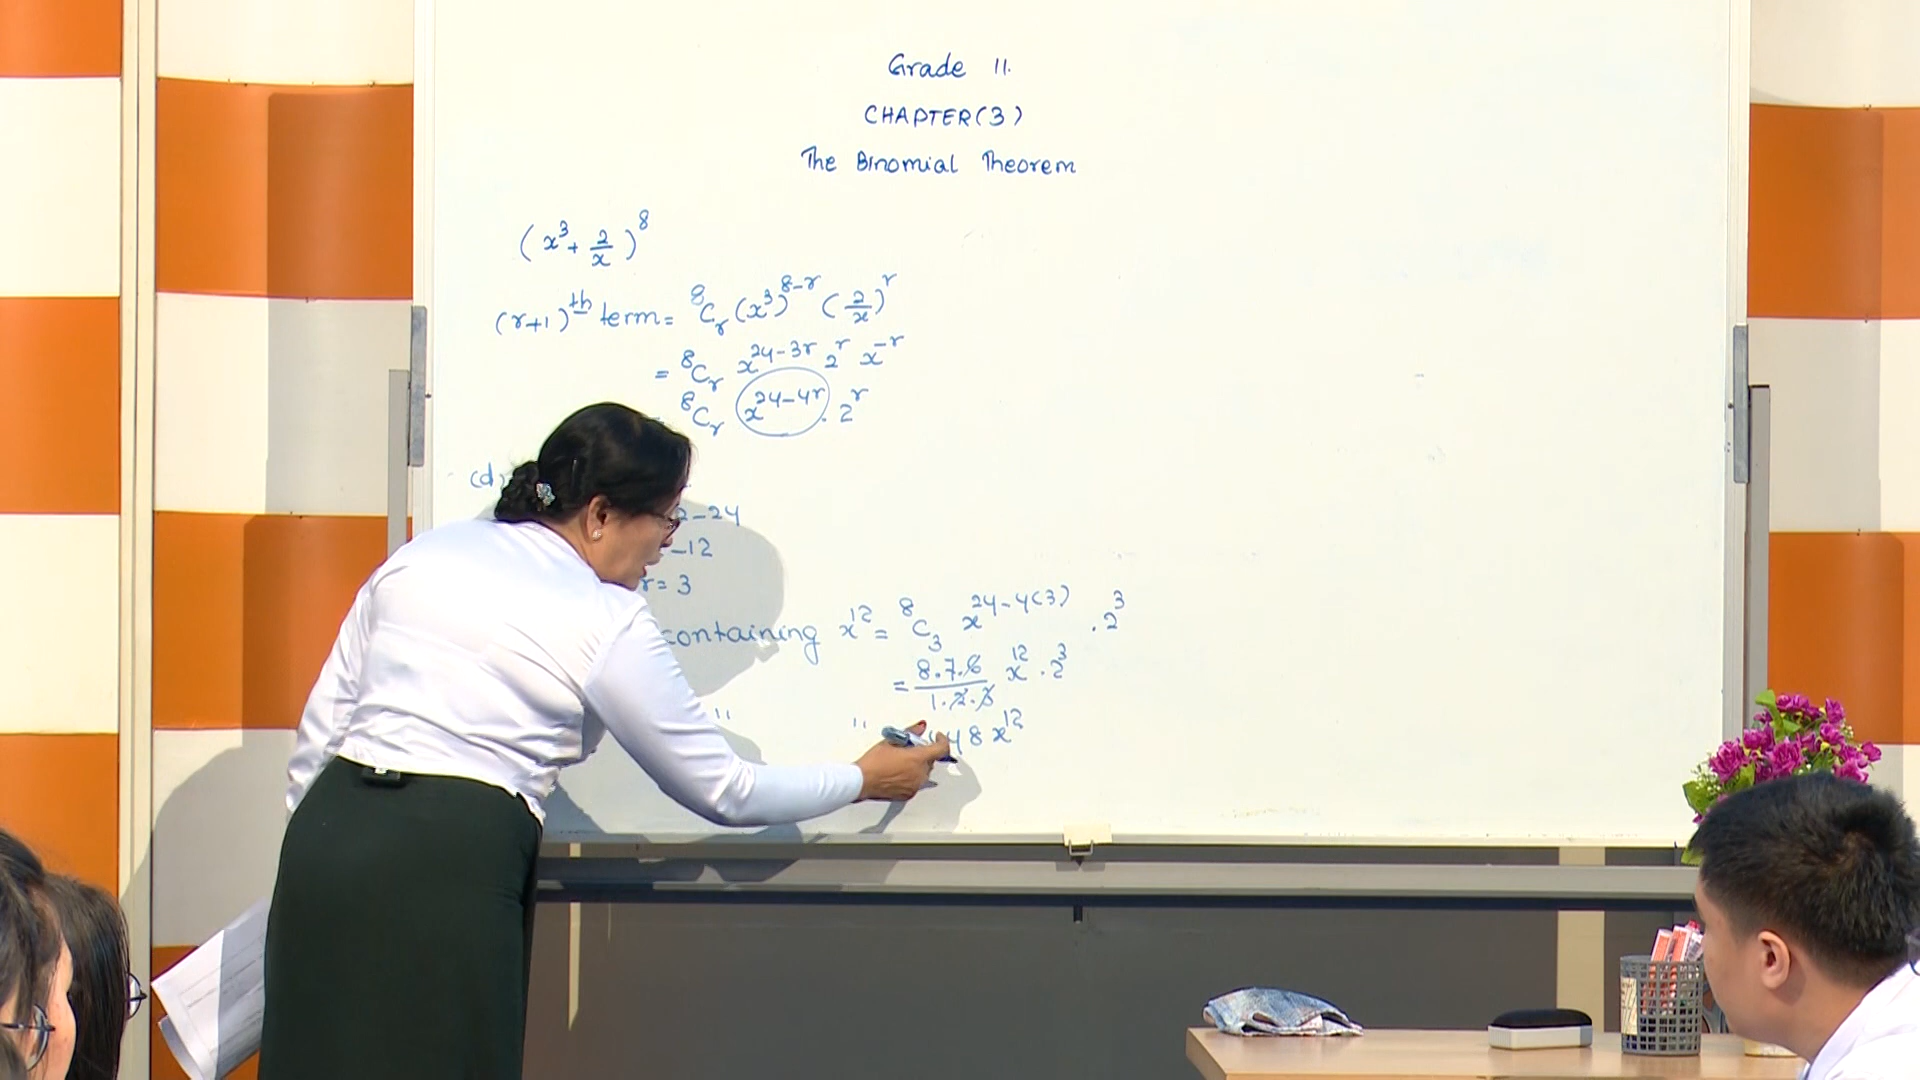 Grade 11.
CHAPTER(3)
The Binomial Theorem
(x³ + 2/x)⁸
(r+1)th term = ⁸Cᵣ (x³)⁸⁻ʳ (2/x)ʳ
= ⁸Cᵣ x²⁴⁻³ʳ 2ʳ x⁻ʳ
⁸Cᵣ x²⁴⁻⁴ʳ . 2ʳ
(d)
2-24
-12
r = 3
containing x¹² = ⁸C₃ x²⁴⁻⁴⁽³⁾ . 2³
= 8.7.6/1.2.3 x¹² . 2³
" " 448 x¹²